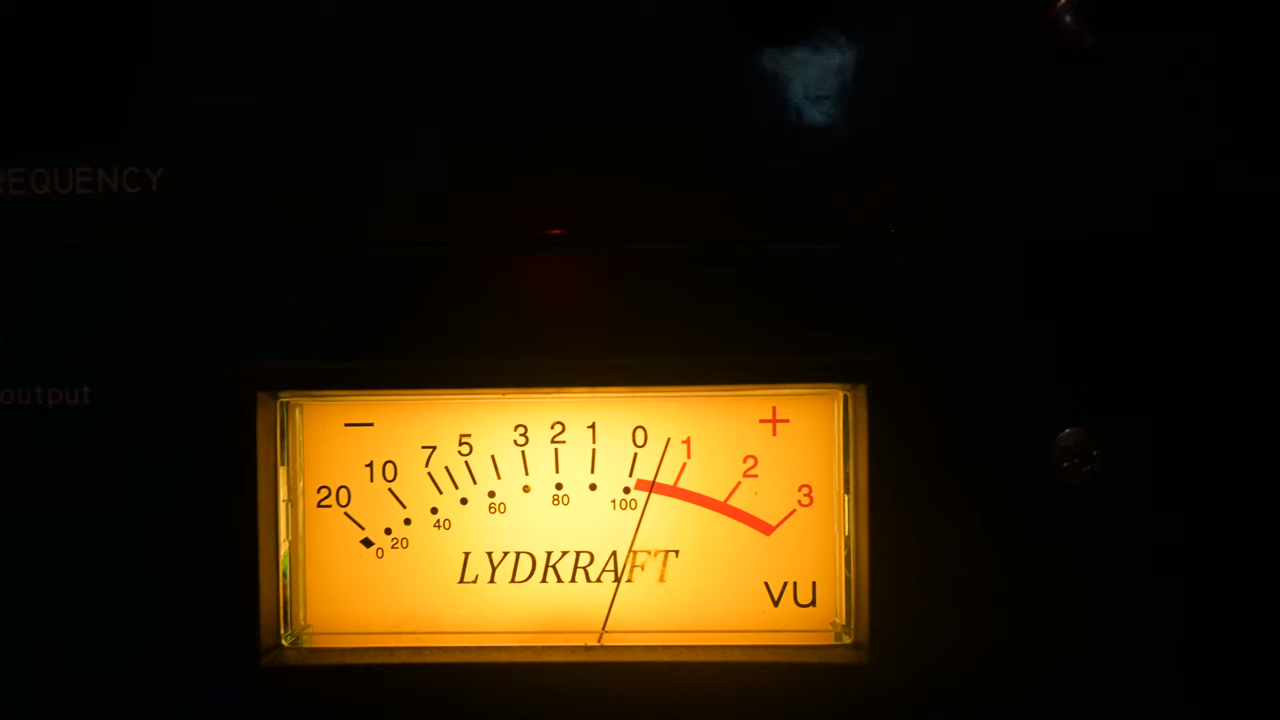 REQUENCY
output
− +
20 10 7 5 3 2 1 0 1 2 3
0 20 40 60 80 100
LYDKRAFT
vu